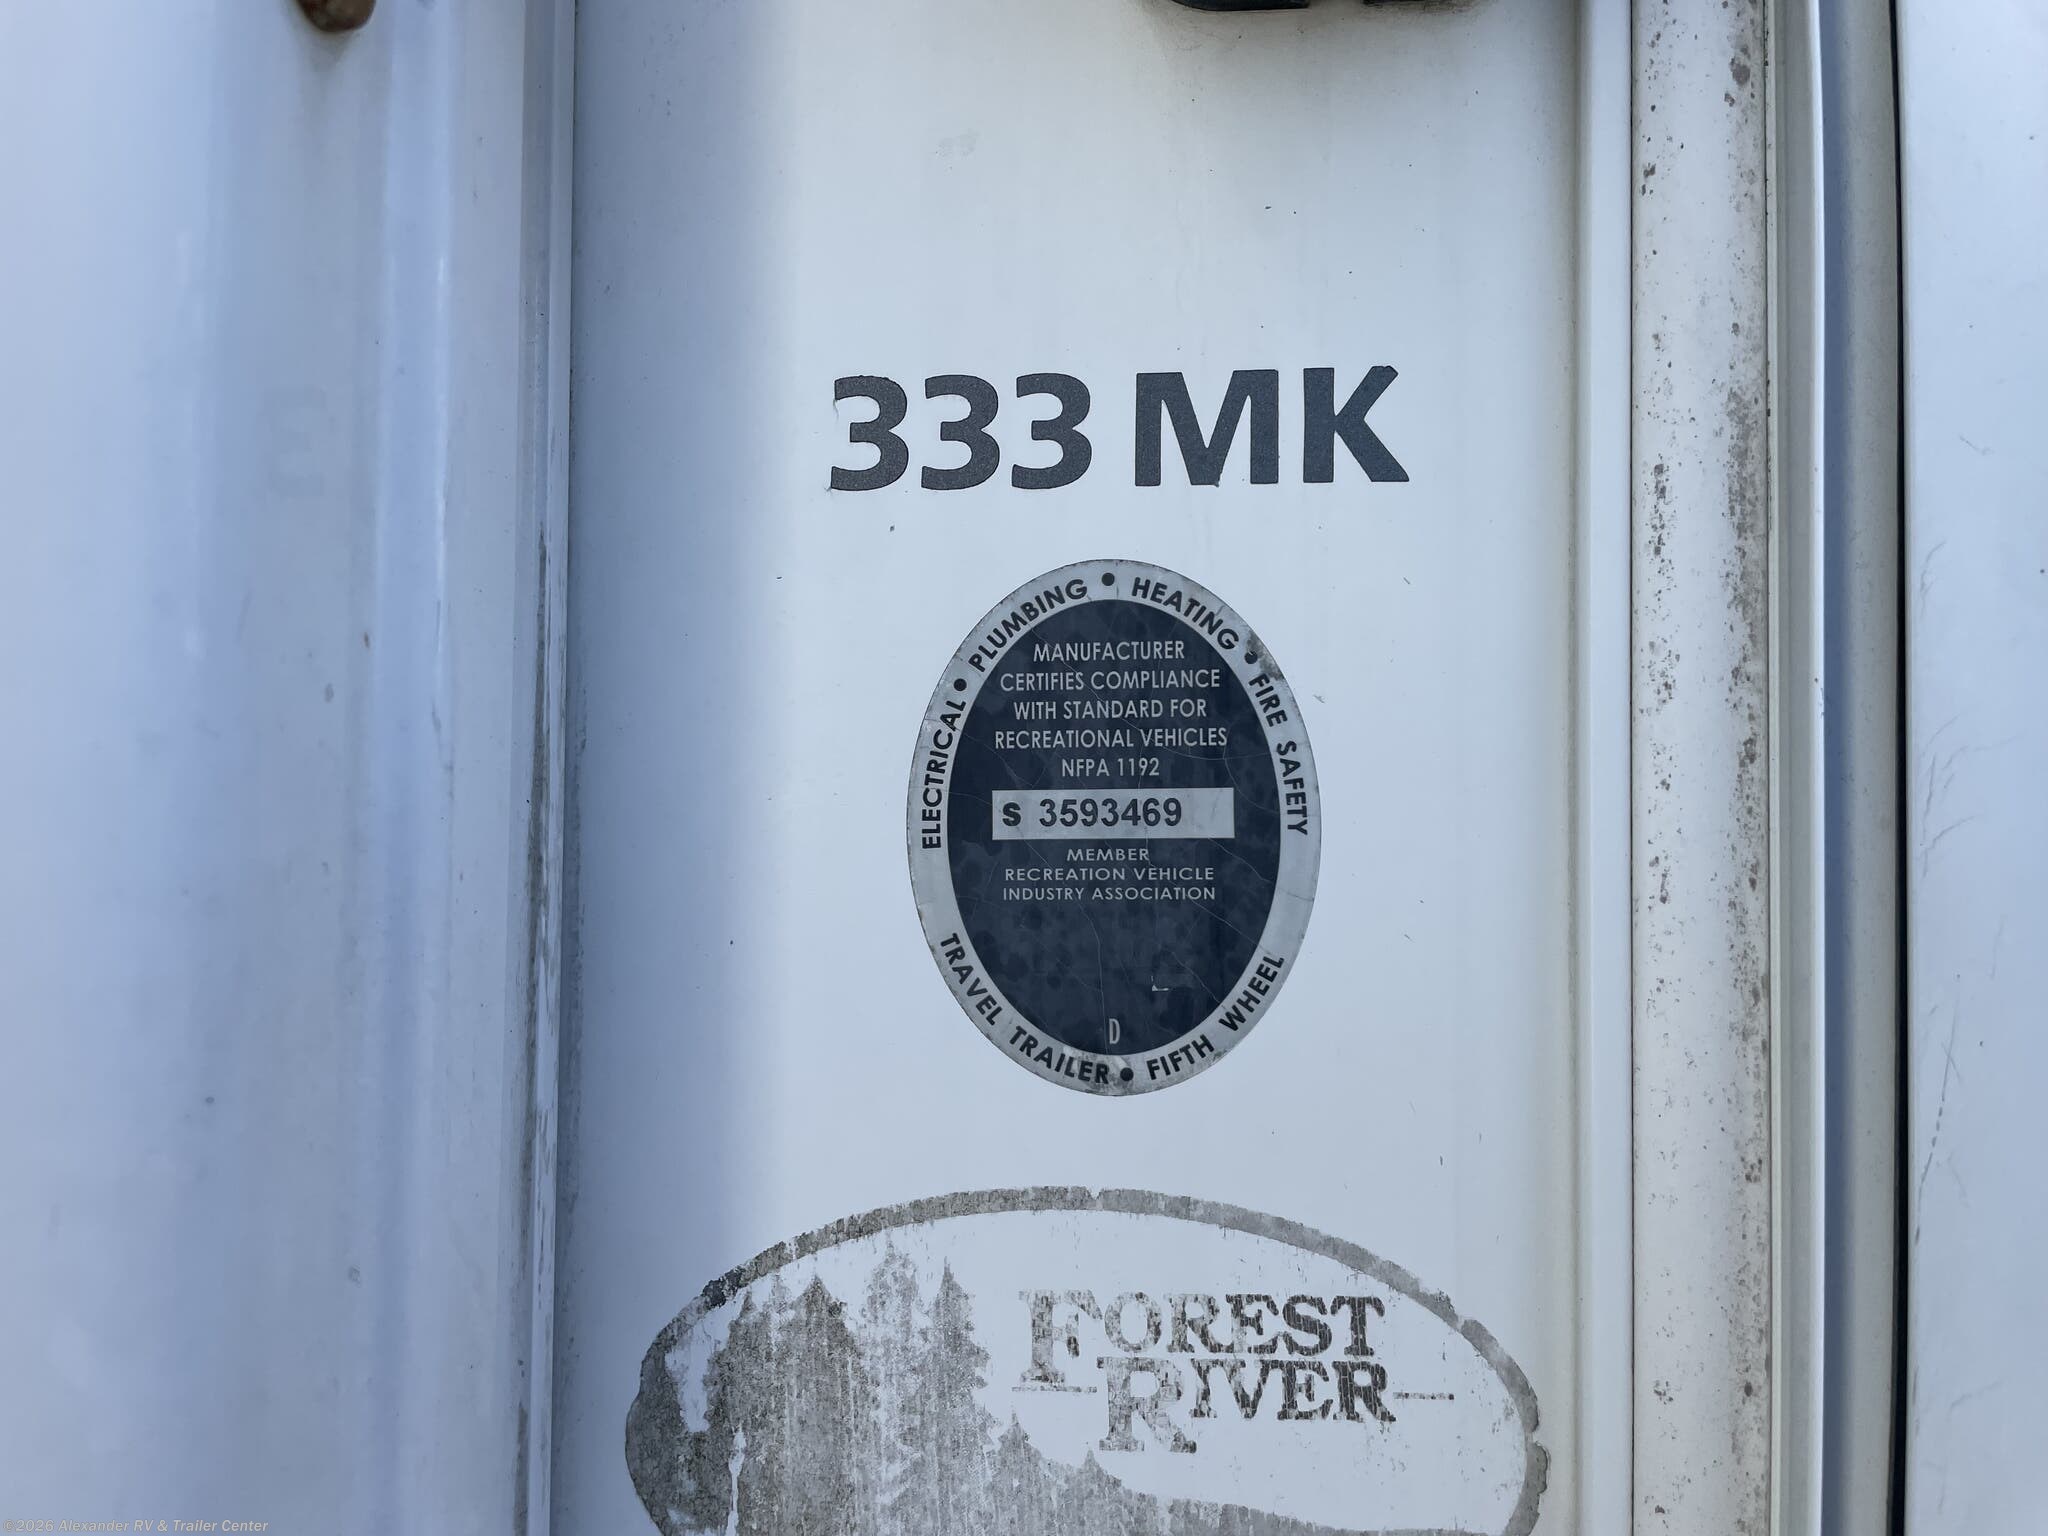 333 MK
ELECTRICAL • PLUMBING • HEATING • FIRE SAFETY
MANUFACTURER
CERTIFIES COMPLIANCE
WITH STANDARD FOR
RECREATIONAL VEHICLES
NFPA 1192
S 3593469
MEMBER
RECREATION VEHICLE
INDUSTRY ASSOCIATION
D
TRAVEL TRAILER • FIFTH WHEEL
FOREST
RIVER
©2026 Alexander RV & Trailer Center